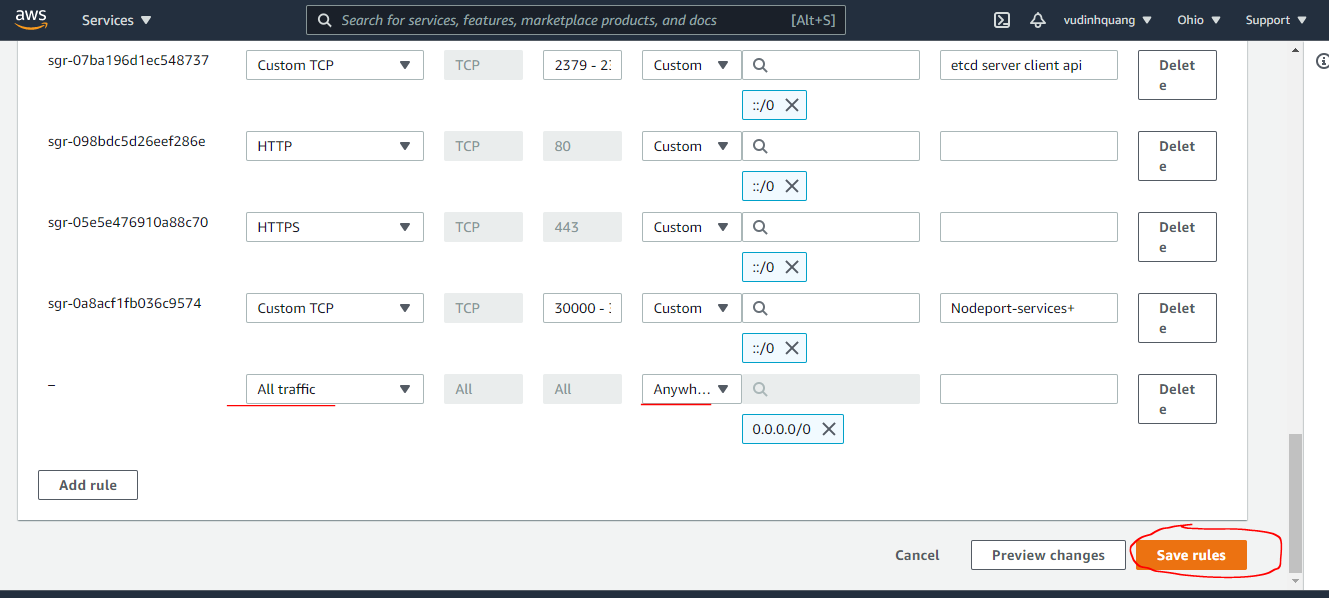 aws Services Search for services, features, marketplace products, and docs [Alt+S] vudinhquang Ohio Support
sgr-07ba196d1ec548737 Custom TCP TCP 2379 - 2 Custom etcd server client api Delet
e
::/0
sgr-098bdc5d26eef286e HTTP TCP 80 Custom Delet
e
::/0
sgr-05e5e476910a88c70 HTTPS TCP 443 Custom Delet
e
::/0
sgr-0a8acf1fb036c9574 Custom TCP TCP 30000 - Custom Nodeport-services+ Delet
e
::/0
– All traffic All All Anywh... Delet
e
0.0.0.0/0
Add rule
Cancel Preview changes Save rules